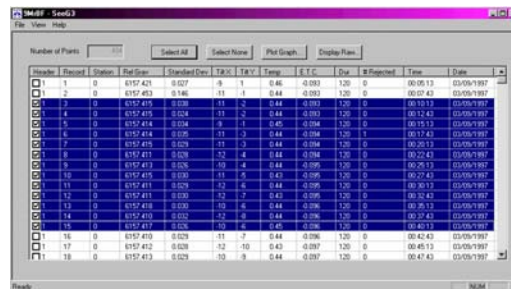 9MrBF - SeeG3
File View Help
Number of Points 404 Select All Select None Plot Graph... Display Raw...
Header Record Station Rel Grav Standard Dev Tilt X Tilt Y Temp E.T.C. Dur # Rejected Time Date
1 1 0 6157.421 0.027 -9 1 0.46 -0.093 120 0 00:05:13 03/09/1997
1 2 0 6157.453 0.146 -11 -1 0.44 -0.093 120 0 00:07:43 03/09/1997
1 3 0 6157.415 0.030 -11 -2 0.44 -0.093 120 0 00:10:13 03/09/1997
1 4 0 6157.415 0.024 -11 -2 0.44 -0.093 120 0 00:12:43 03/09/1997
1 5 0 6157.414 0.034 -9 -1 0.45 -0.094 120 0 00:15:13 03/09/1997
1 6 0 6157.414 0.035 -11 -3 0.44 -0.094 120 1 00:17:43 03/09/1997
1 7 0 6157.415 0.029 -11 -3 0.44 -0.094 120 0 00:20:13 03/09/1997
1 8 0 6157.411 0.028 -12 -4 0.44 -0.094 120 0 00:22:43 03/09/1997
1 9 0 6157.413 0.026 -10 -4 0.44 -0.095 120 0 00:25:13 03/09/1997
1 10 0 6157.415 0.030 -11 -5 0.43 -0.095 120 0 00:27:43 03/09/1997
1 11 0 6157.411 0.029 -12 -6 0.44 -0.095 120 0 00:30:13 03/09/1997
1 12 0 6157.411 0.030 -12 -7 0.43 -0.095 120 0 00:32:43 03/09/1997
1 13 0 6157.418 0.030 -10 -6 0.44 -0.096 120 0 00:35:13 03/09/1997
1 14 0 6157.410 0.032 -12 -8 0.44 -0.096 120 0 00:37:43 03/09/1997
1 15 0 6157.417 0.026 -10 -6 0.45 -0.096 120 0 00:40:13 03/09/1997
1 16 0 6157.410 0.029 -11 -7 0.44 -0.096 120 0 00:42:43 03/09/1997
1 17 0 6157.412 0.028 -12 -10 0.43 -0.097 120 0 00:45:13 03/09/1997
1 18 0 6157.413 0.029 -10 -9 0.44 -0.097 120 0 00:47:43 03/09/1997
Ready NUM